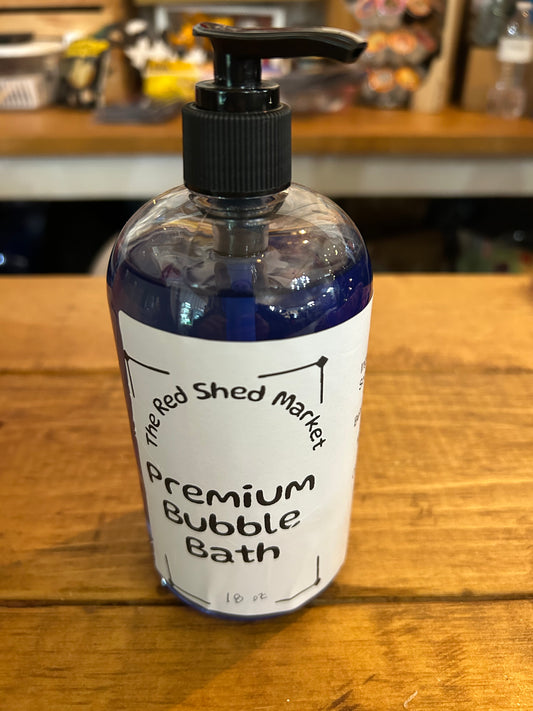 The Red Shed Market
Premium
Bubble
Bath
18 oz